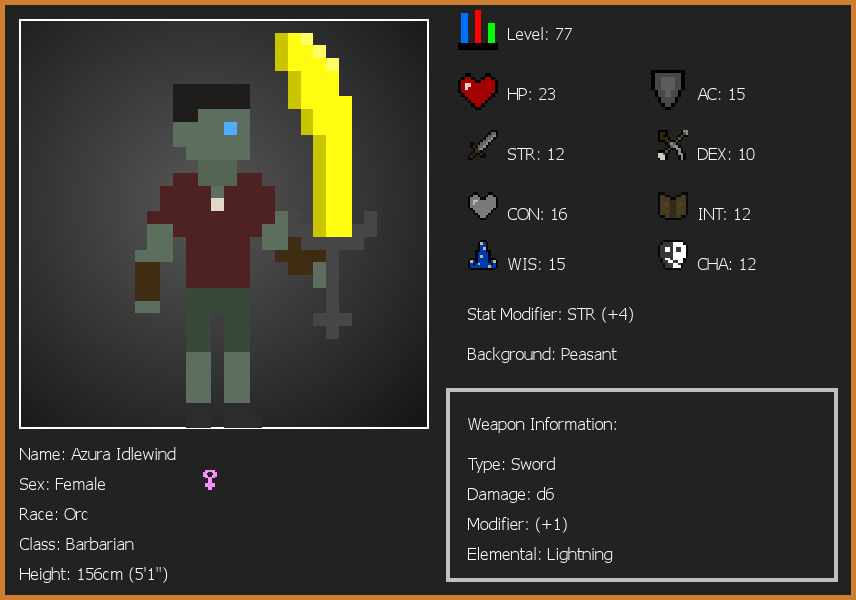 Level: 77
HP: 23
AC: 15
STR: 12
DEX: 10
CON: 16
INT: 12
WIS: 15
CHA: 12
Stat Modifier: STR (+4)
Background: Peasant
Weapon Information:
Type: Sword
Damage: d6
Modifier: (+1)
Elemental: Lightning
Name: Azura Idlewind
Sex: Female
Race: Orc
Class: Barbarian
Height: 156cm (5'1")